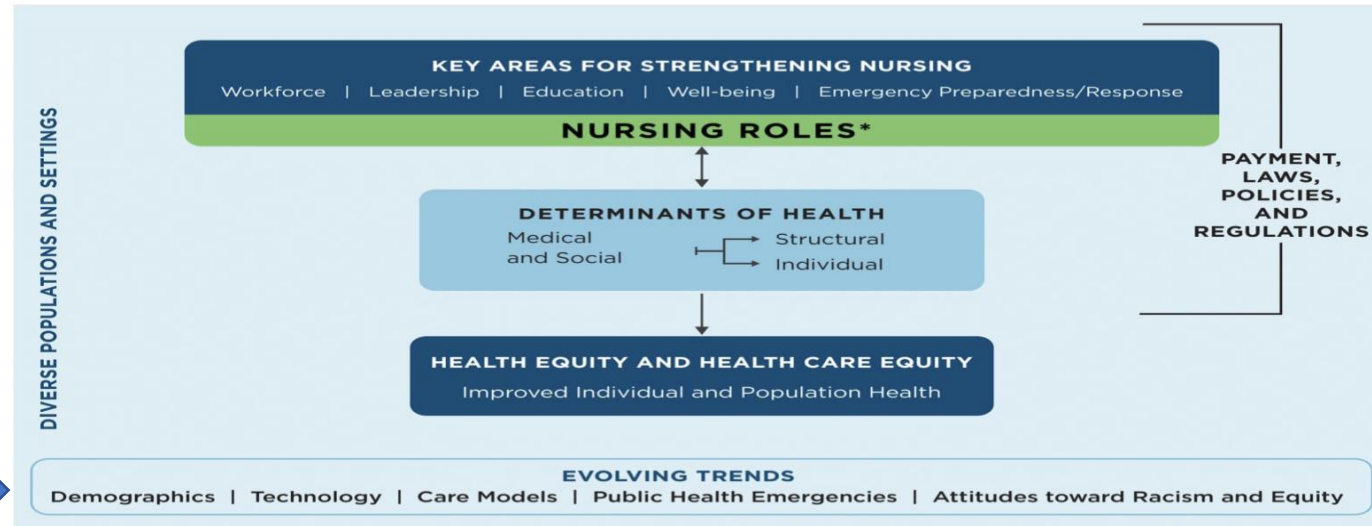 KEY AREAS FOR STRENGTHENING NURSING
Workforce | Leadership | Education | Well-being | Emergency Preparedness/Response
NURSING ROLES*
DIVERSE POPULATIONS AND SETTINGS
PAYMENT,
LAWS,
POLICIES,
AND
REGULATIONS
DETERMINANTS OF HEALTH
Medical
and Social
Structural
Individual
HEALTH EQUITY AND HEALTH CARE EQUITY
Improved Individual and Population Health
EVOLVING TRENDS
Demographics | Technology | Care Models | Public Health Emergencies | Attitudes toward Racism and Equity